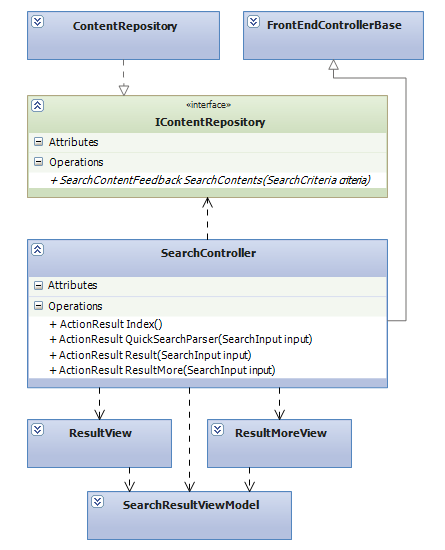 ContentRepository
FrontEndControllerBase
«interface»
IContentRepository
Attributes
Operations
+ SearchContentFeedback SearchContents(SearchCriteria criteria)
SearchController
Attributes
Operations
+ ActionResult Index()
+ ActionResult QuickSearchParser(SearchInput input)
+ ActionResult Result(SearchInput input)
+ ActionResult ResultMore(SearchInput input)
ResultView
ResultMoreView
SearchResultViewModel